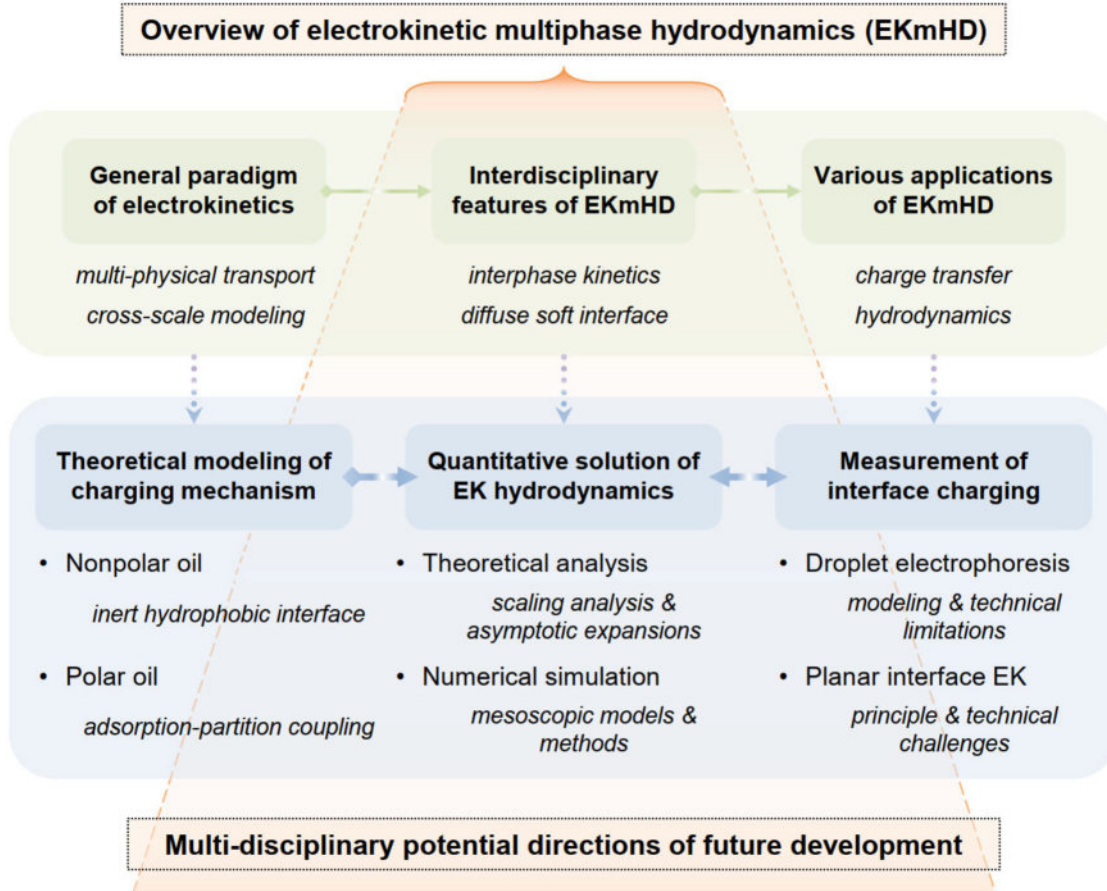 Overview of electrokinetic multiphase hydrodynamics (EKmHD)
General paradigm
of electrokinetics
multi-physical transport
cross-scale modeling
Interdisciplinary
features of EKmHD
interphase kinetics
diffuse soft interface
Various applications
of EKmHD
charge transfer
hydrodynamics
Theoretical modeling of
charging mechanism
• Nonpolar oil
inert hydrophobic interface
• Polar oil
adsorption-partition coupling
Quantitative solution of
EK hydrodynamics
• Theoretical analysis
scaling analysis &
asymptotic expansions
• Numerical simulation
mesoscopic models &
methods
Measurement of
interface charging
• Droplet electrophoresis
modeling & technical
limitations
• Planar interface EK
principle & technical
challenges
Multi-disciplinary potential directions of future development